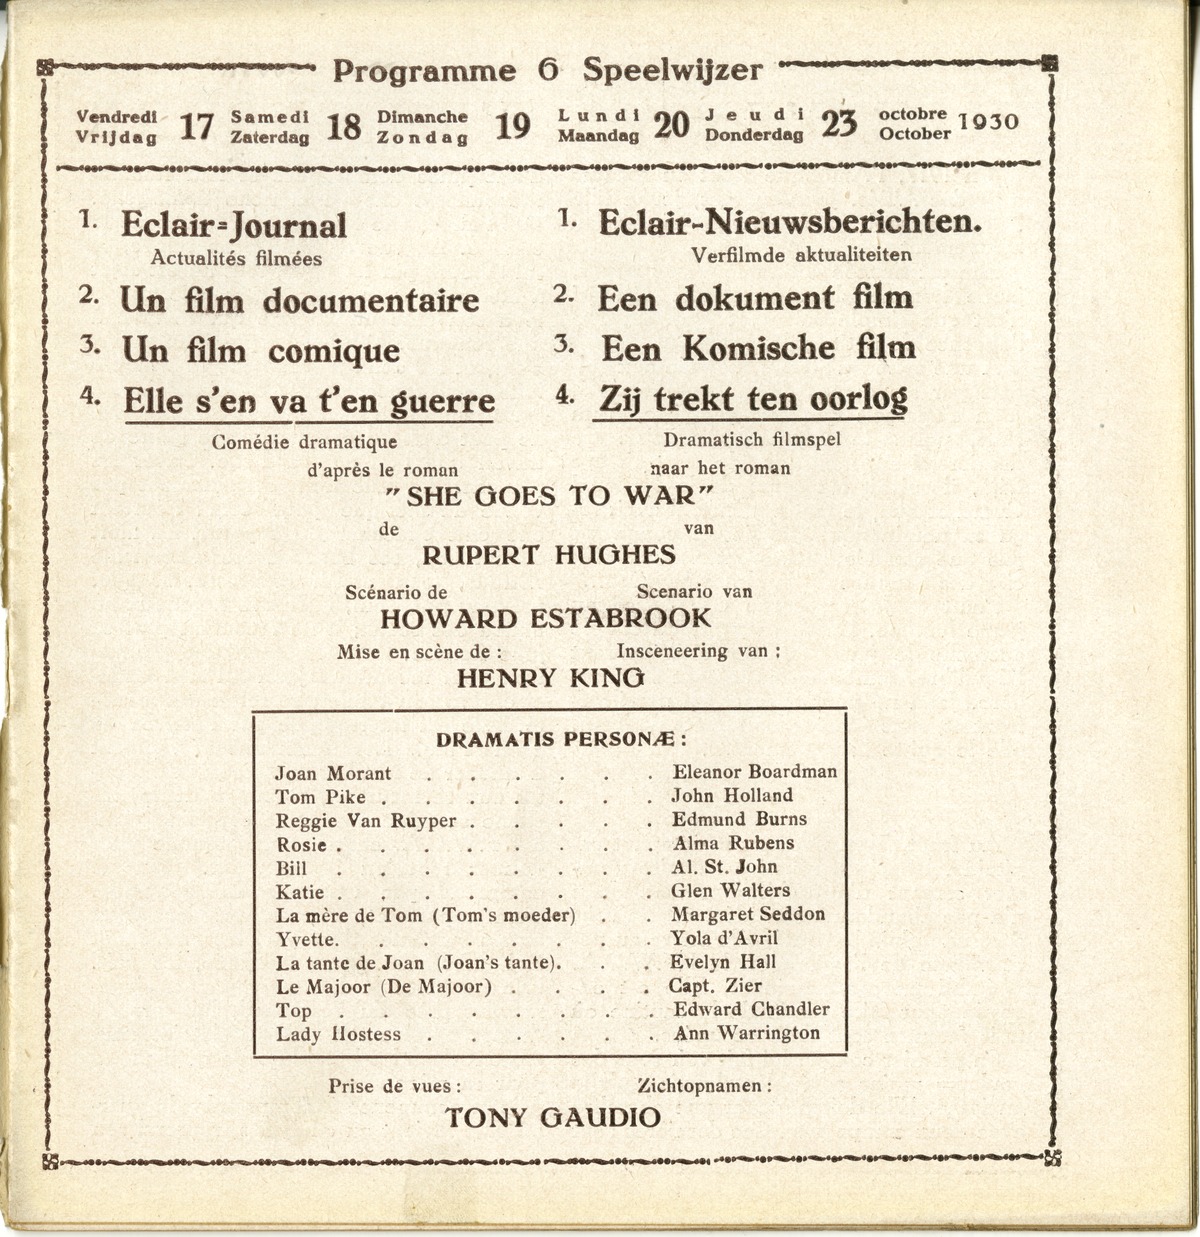 Programme 6 Speelwijzer
Vendredi 17 Samedi 18 Dimanche 19 Lundi 20 Jeudi 23 octobre 1930
Vrijdag Zaterdag Zondag Maandag Donderdag October
1. Eclair=Journal
Actualités filmées
2. Un film documentaire
3. Un film comique
4. Elle s'en va t'en guerre
Comédie dramatique
d'après le roman
1. Eclair-Nieuwsberichten.
Verfilmde aktualiteiten
2. Een dokument film
3. Een Komische film
4. Zij trekt ten oorlog
Dramatisch filmspel
naar het roman
"SHE GOES TO WAR"
de van
RUPERT HUGHES
Scénario de Scenario van
HOWARD ESTABROOK
Mise en scène de : Insceneering van :
HENRY KING
DRAMATIS PERSONÆ :
Joan Morant . . . . . . Eleanor Boardman
Tom Pike . . . . . . . John Holland
Reggie Van Ruyper . . . . . Edmund Burns
Rosie . . . . . . . . Alma Rubens
Bill . . . . . . . . Al. St. John
Katie . . . . . . . . Glen Walters
La mère de Tom (Tom's moeder) . . Margaret Seddon
Yvette. . . . . . . . Yola d'Avril
La tante de Joan (Joan's tante). . . Evelyn Hall
Le Majoor (De Majoor) . . . . Capt. Zier
Top . . . . . . . . Edward Chandler
Lady Hostess . . . . . . Ann Warrington
Prise de vues : Zichtopnamen :
TONY GAUDIO